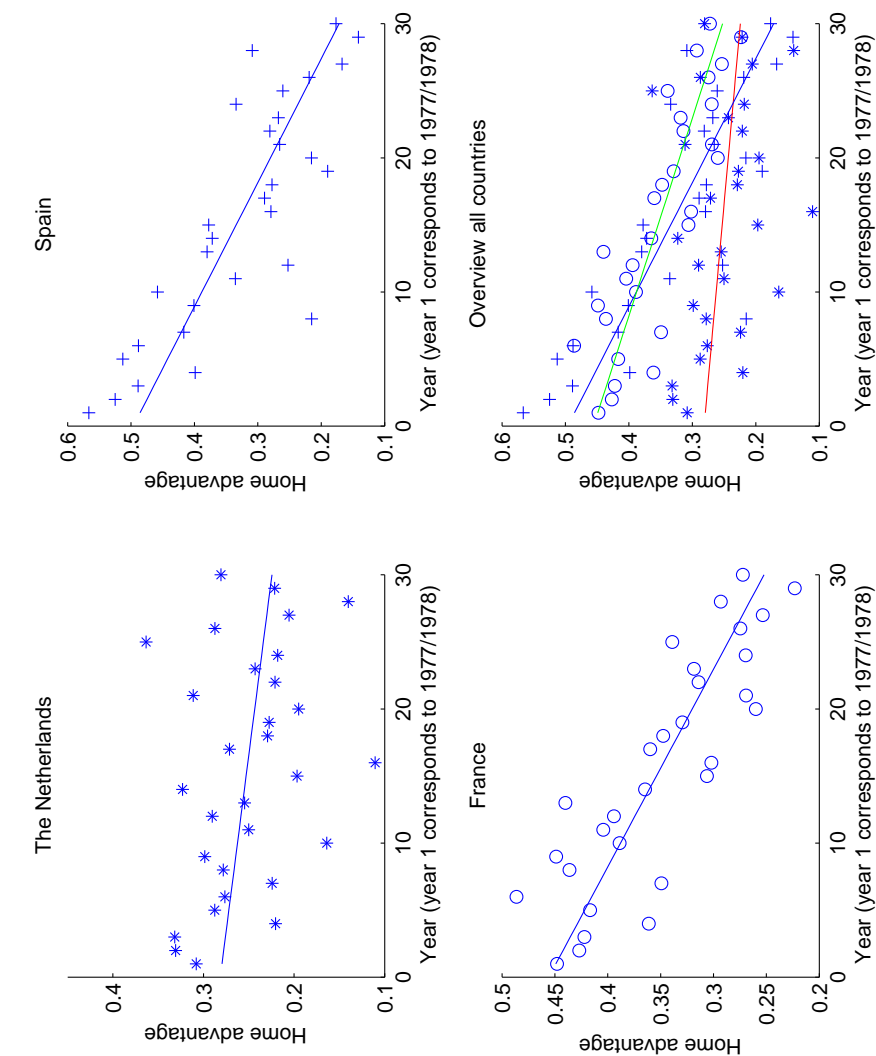 The Netherlands
Home advantage
0.4
0.3
0.2
0.1
0 10 20 30
Year (year 1 corresponds to 1977/1978)
Spain
Home advantage
0.6
0.5
0.4
0.3
0.2
0.1
0 10 20 30
Year (year 1 corresponds to 1977/1978)
France
Home advantage
0.5
0.45
0.4
0.35
0.3
0.25
0.2
0 10 20 30
Year (year 1 corresponds to 1977/1978)
Overview all countries
Home advantage
0.6
0.5
0.4
0.3
0.2
0.1
0 10 20 30
Year (year 1 corresponds to 1977/1978)